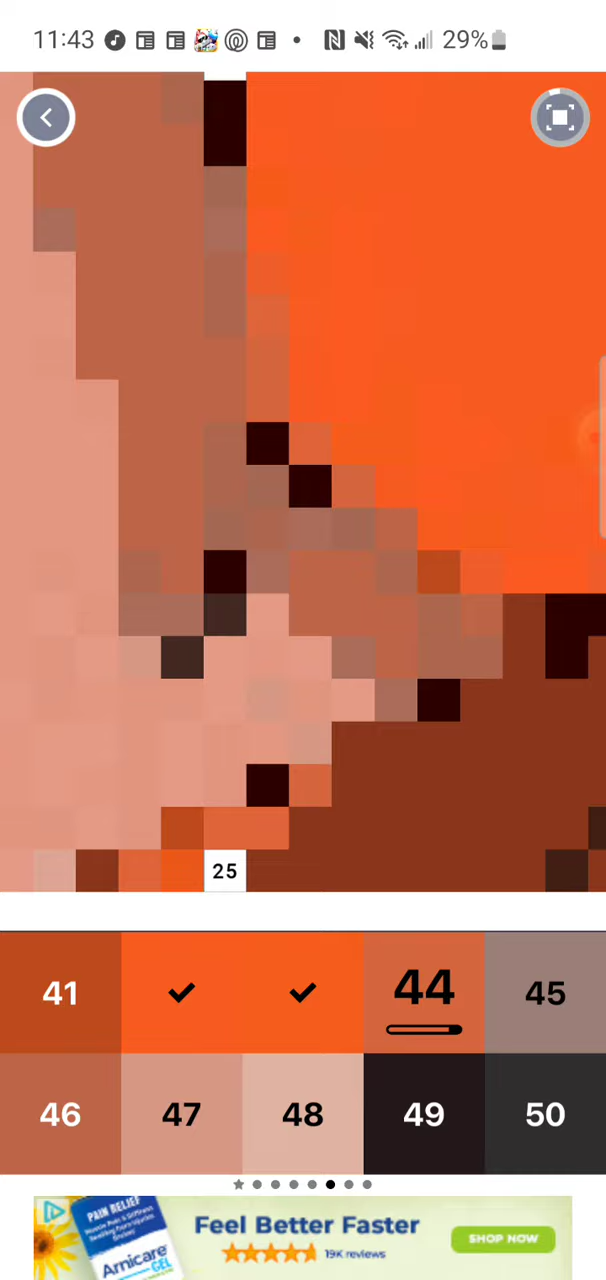 11:43 29%
25
41 44 45
46 47 48 49 50
PAIN RELIEF
Arnicare
GEL
Feel Better Faster
19K reviews
SHOP NOW